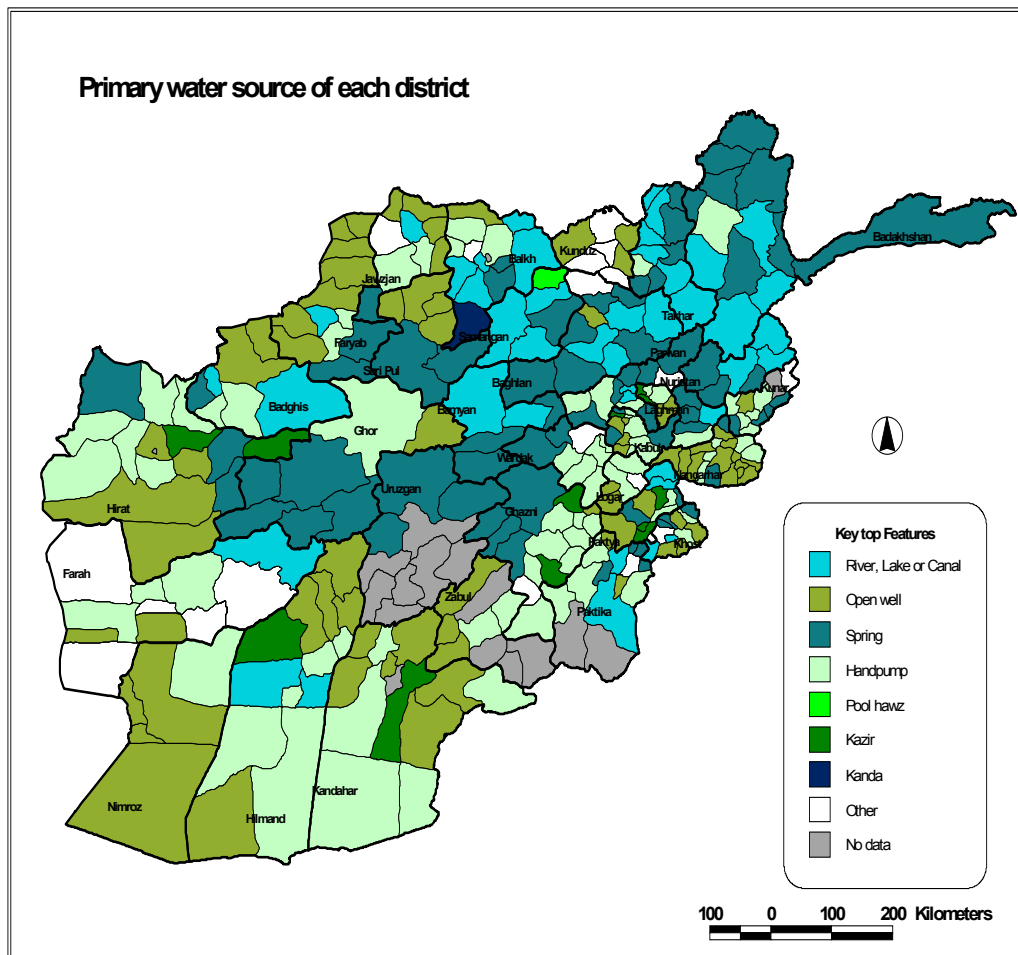 Primary water source of each district
Badakhshan
Kunduz
Balkh
Jawzjan
Takhar
Samangan
Faryab
Parwan
Sari Pul
Baghlan
Nuristan
Kunar
Badghis
Bamyan
Laghman
Ghor
Kabul
Wardak
Nangarhar
Uruzgan
Logar
Hirat
Ghazni
Paktya
Khost
Farah
Zabul
Paktika
Nimroz
Kandahar
Hilmand
Key top Features
River, Lake or Canal
Open well
Spring
Handpump
Pool hawz
Kazir
Kanda
Other
No data
100 0 100 200 Kilometers